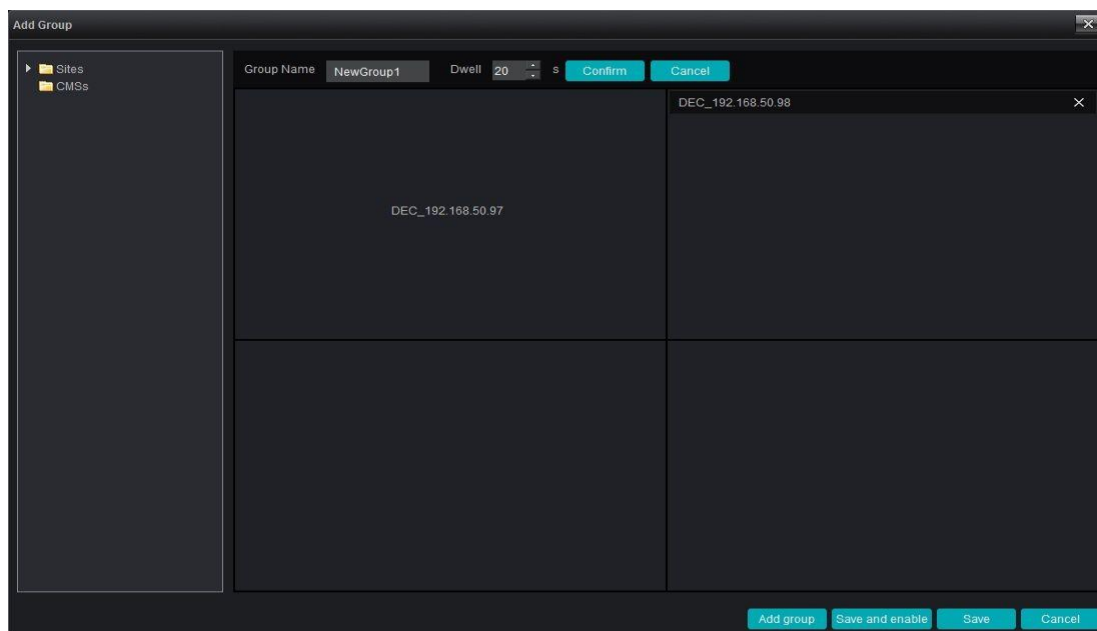 Add Group
Sites
CMSs
Group Name NewGroup1 Dwell 20 s Confirm Cancel
DEC_192.168.50.97
DEC_192.168.50.98
Add group Save and enable Save Cancel